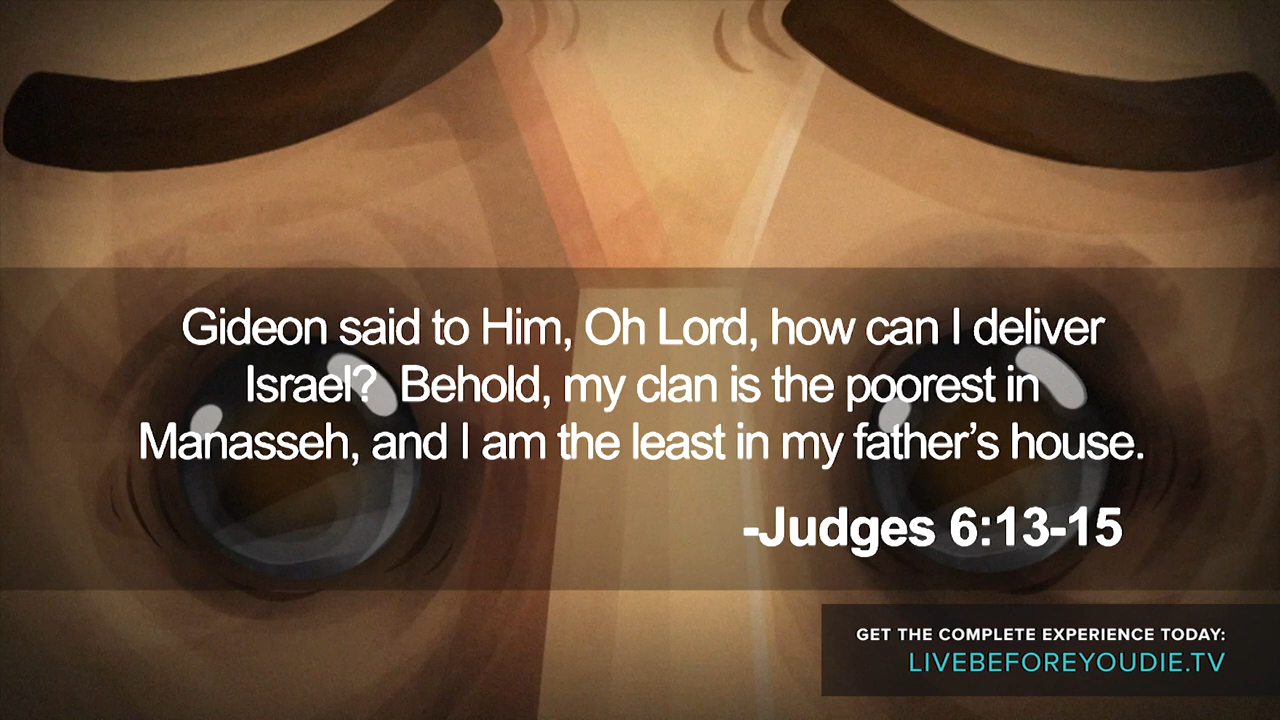 Gideon said to Him, Oh Lord, how can I deliver
Israel?  Behold, my clan is the poorest in
Manasseh, and I am the least in my father’s house.
-Judges 6:13-15
GET THE COMPLETE EXPERIENCE TODAY:
LIVEBEFOREYOUDIE.TV